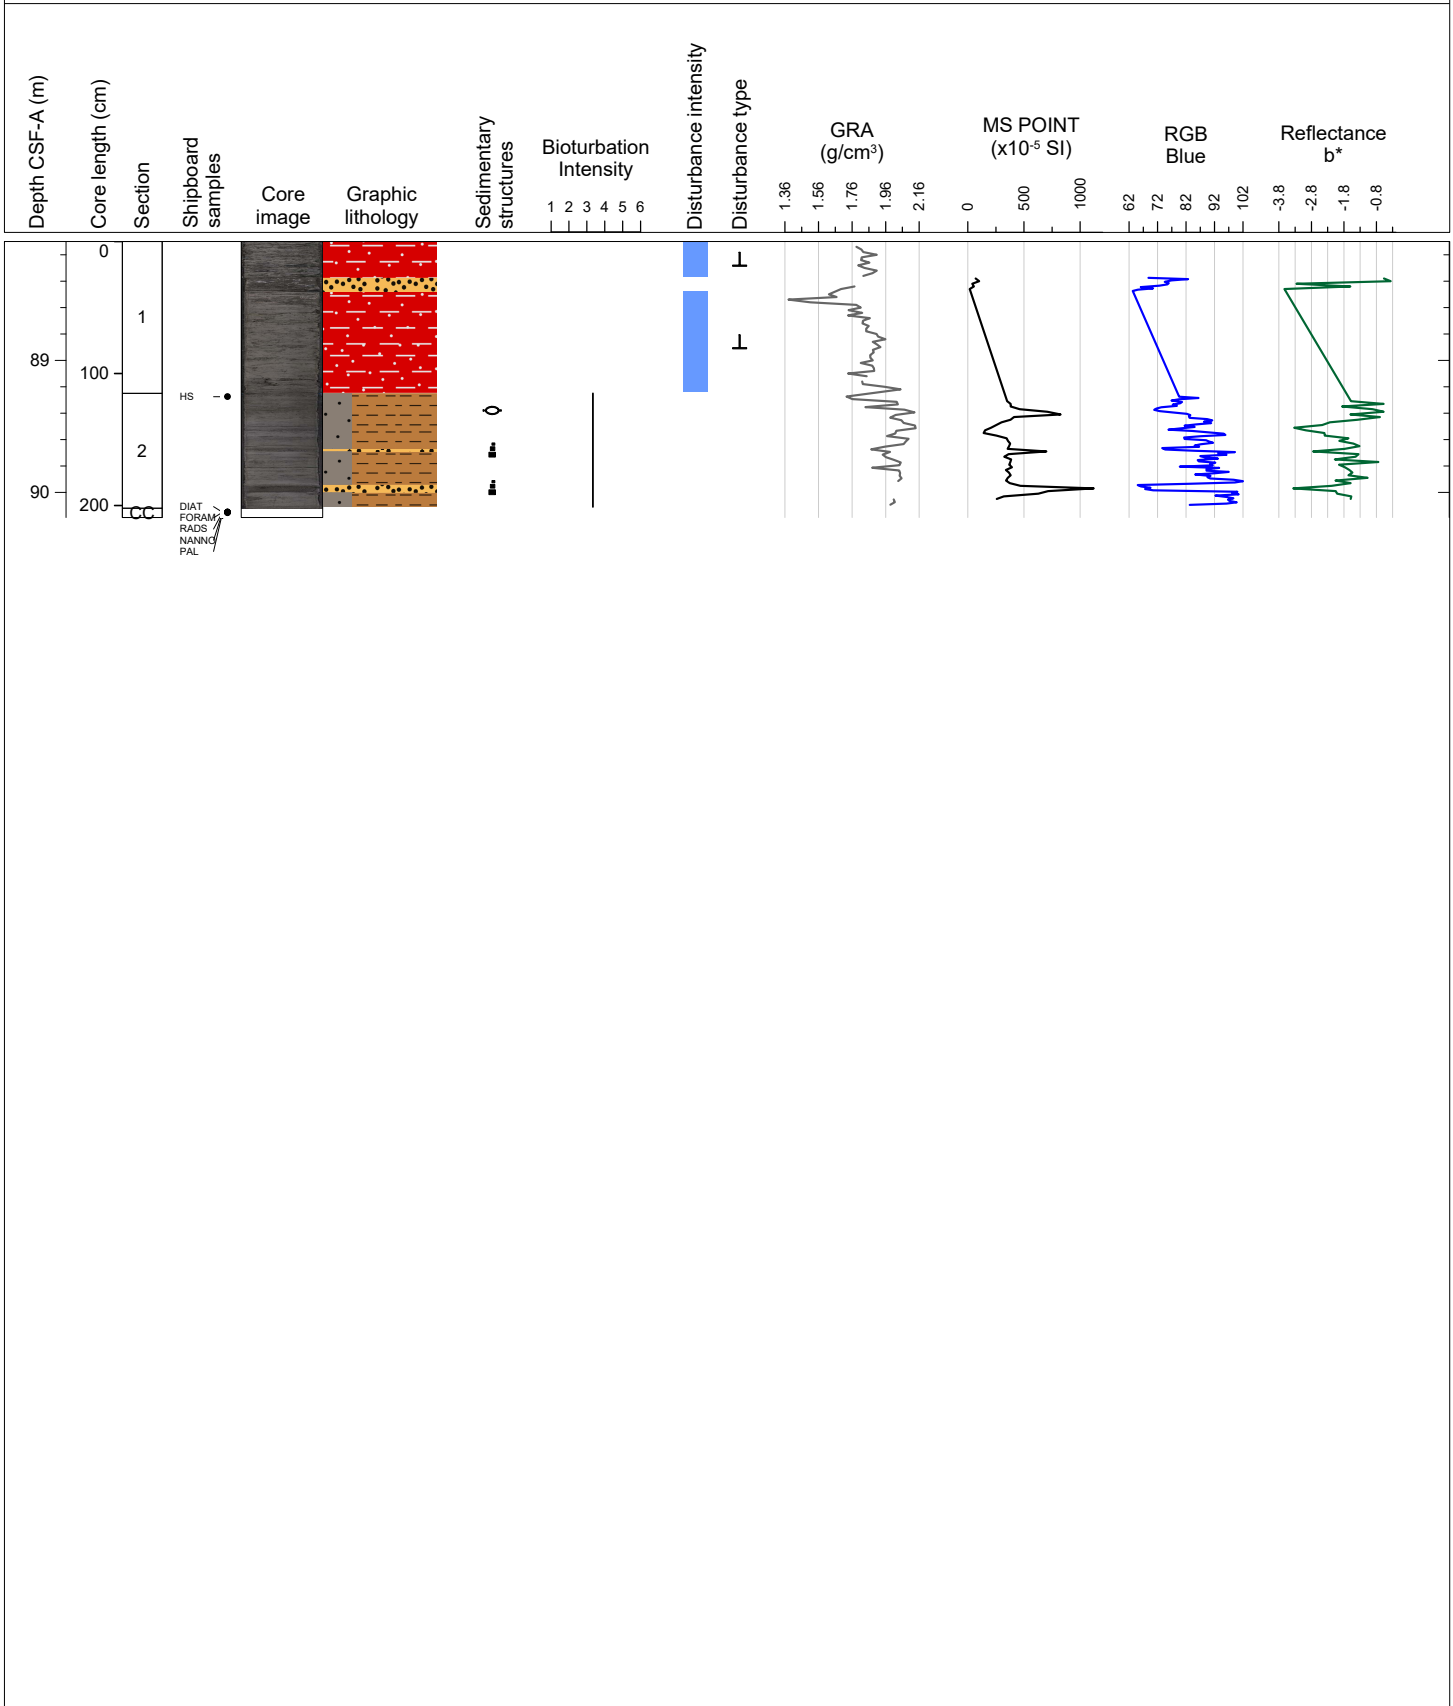 Depth CSF-A (m)
Core length (cm)
Section
Shipboard
samples
Core
image
Graphic
lithology
Sedimentary
structures
Bioturbation
Intensity
1 2 3 4 5 6
Disturbance intensity
Disturbance type
GRA
(g/cm³)
1.36 1.56 1.76 1.96 2.16
MS POINT
(x10⁻⁵ SI)
0 500 1000
RGB
Blue
62 72 82 92 102
Reflectance
b*
-3.8 -2.8 -1.8 -0.8
0
1
89
100
HS
2
90
200
CC
DIAT
FORAM
RADS
NANNO
PAL